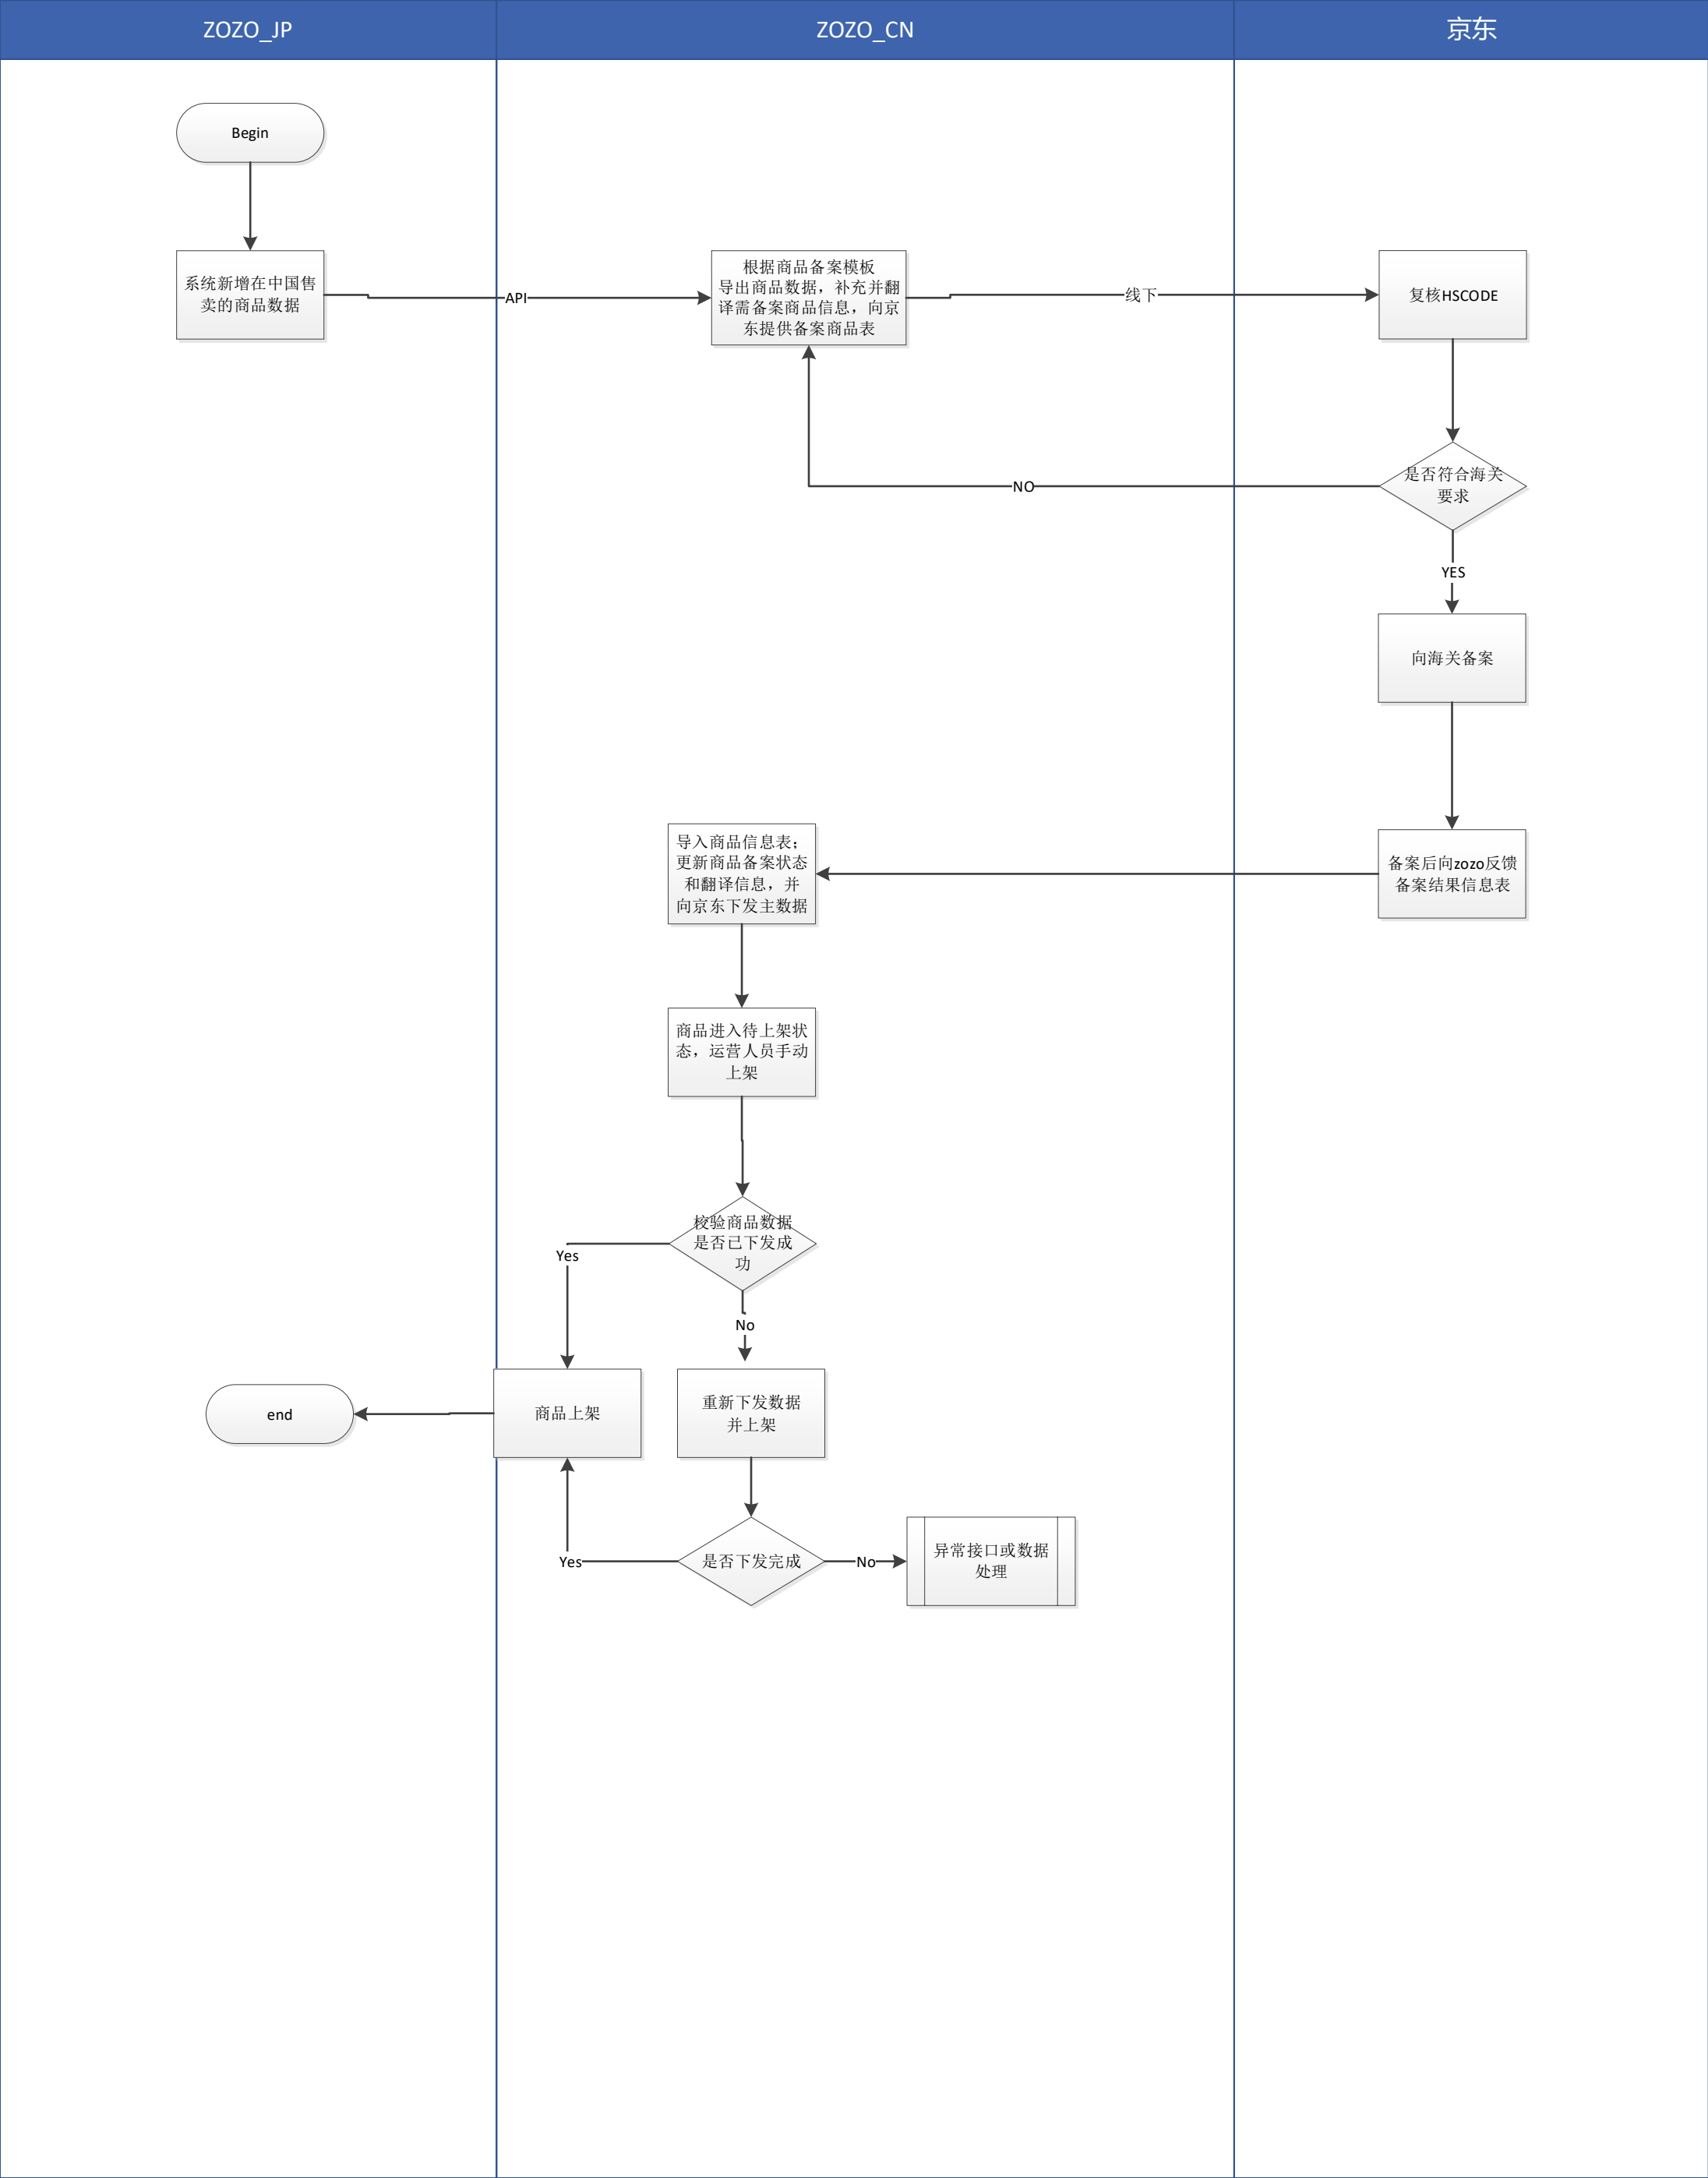 ZOZO_JP
ZOZO_CN
京东
Begin
系统新增在中国售
卖的商品数据
API
根据商品备案模板
导出商品数据，补充并翻
译需备案商品信息，向京
东提供备案商品表
线下
复核HSCODE
是否符合海关
要求
NO
YES
向海关备案
备案后向zozo反馈
备案结果信息表
导入商品信息表；
更新商品备案状态
和翻译信息，并
向京东下发主数据
商品进入待上架状
态，运营人员手动
上架
校验商品数据
是否已下发成
功
Yes
No
end
商品上架
重新下发数据
并上架
Yes
是否下发完成
No
异常接口或数据
处理